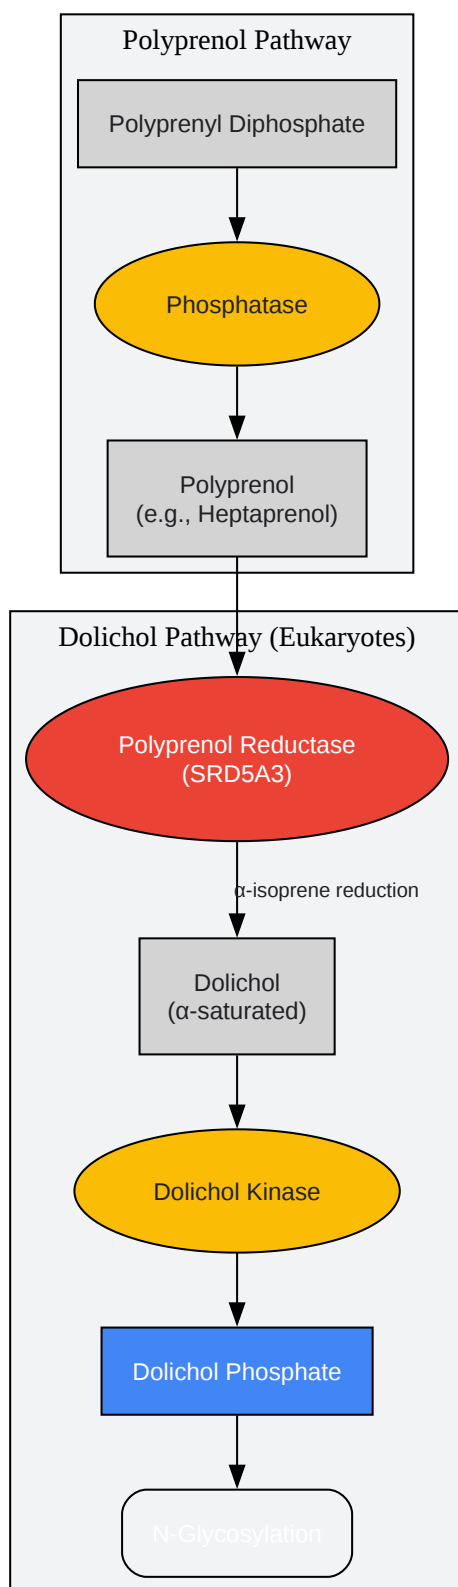 Polyprenol Pathway
Polyprenyl Diphosphate
Phosphatase
Polyprenol
(e.g., Heptaprenol)
Dolichol Pathway (Eukaryotes)
Polyprenol Reductase
(SRD5A3)
α-isoprene reduction
Dolichol
(α-saturated)
Dolichol Kinase
Dolichol Phosphate
N-Glycosylation